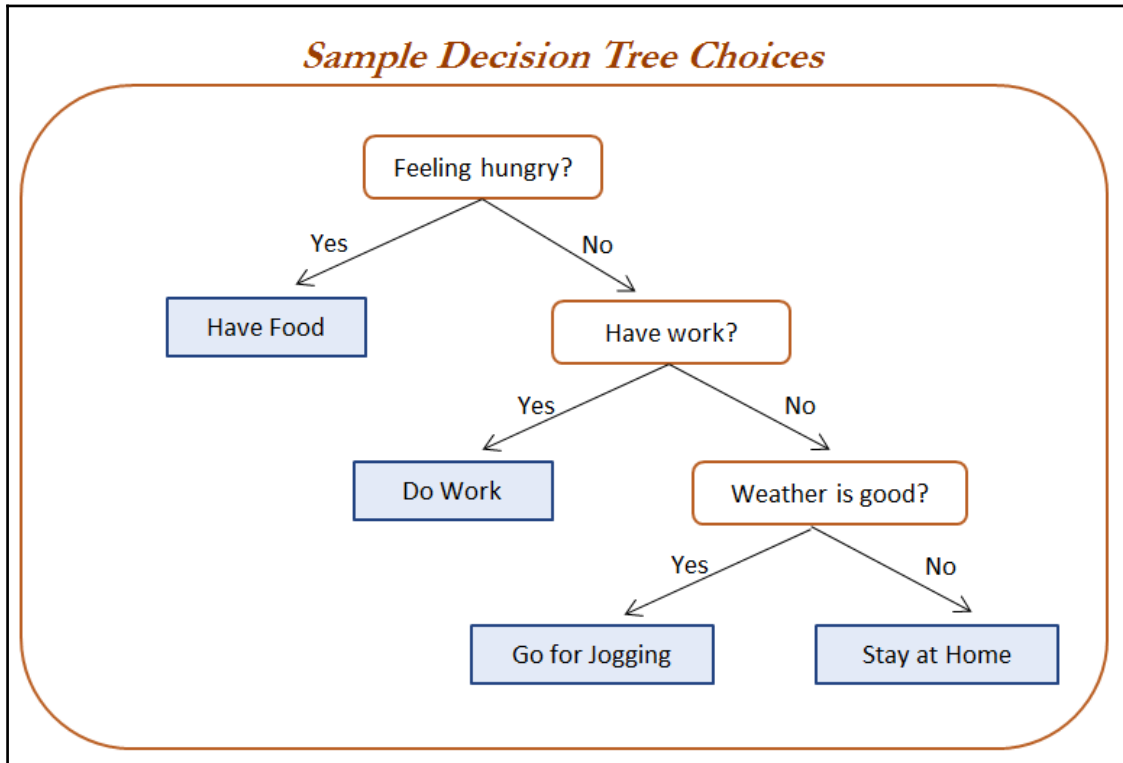 Sample Decision Tree Choices
Feeling hungry?
Yes
No
Have Food
Have work?
Yes
No
Do Work
Weather is good?
Yes
No
Go for Jogging
Stay at Home